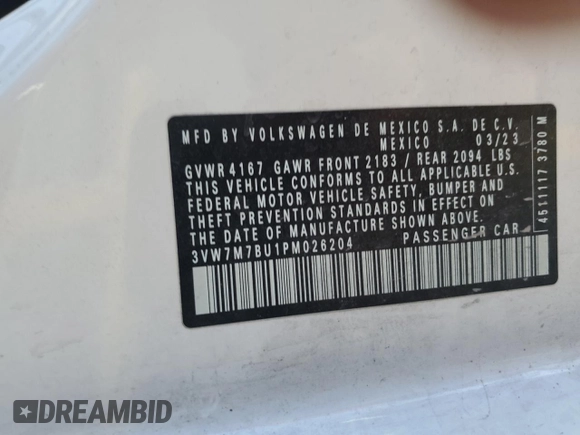 MFD BY VOLKSWAGEN DE MEXICO S.A. DE C.V.
MEXICO 03/23
GVWR 4167 GAWR FRONT 2183 / REAR 2094 LBS
THIS VEHICLE CONFORMS TO ALL APPLICABLE U.S.
FEDERAL MOTOR VEHICLE SAFETY, BUMPER AND
THEFT PREVENTION STANDARDS IN EFFECT ON
THE DATE OF MANUFACTURE SHOWN ABOVE.
3VW7M7BU1PM026204 PASSENGER CAR
4511117 3780 M
DREAMBID